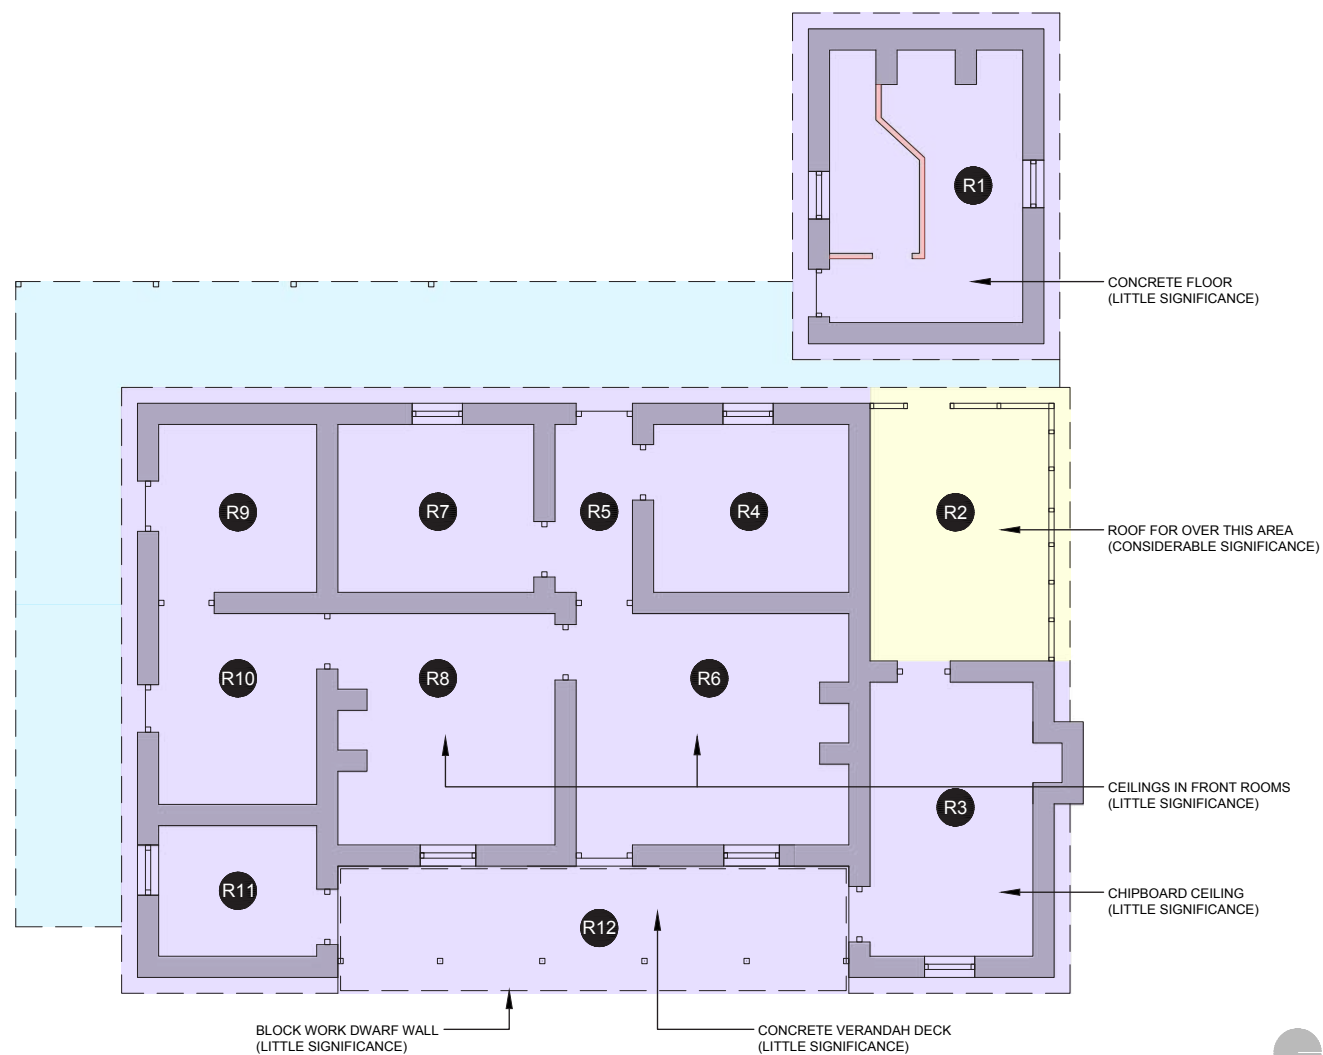 R1
CONCRETE FLOOR
(LITTLE SIGNIFICANCE)
R9
R7
R5
R4
R2
ROOF FOR OVER THIS AREA
(CONSIDERABLE SIGNIFICANCE)
R10
R8
R6
CEILINGS IN FRONT ROOMS
(LITTLE SIGNIFICANCE)
R3
R11
CHIPBOARD CEILING
(LITTLE SIGNIFICANCE)
R12
BLOCK WORK DWARF WALL
(LITTLE SIGNIFICANCE)
CONCRETE VERANDAH DECK
(LITTLE SIGNIFICANCE)